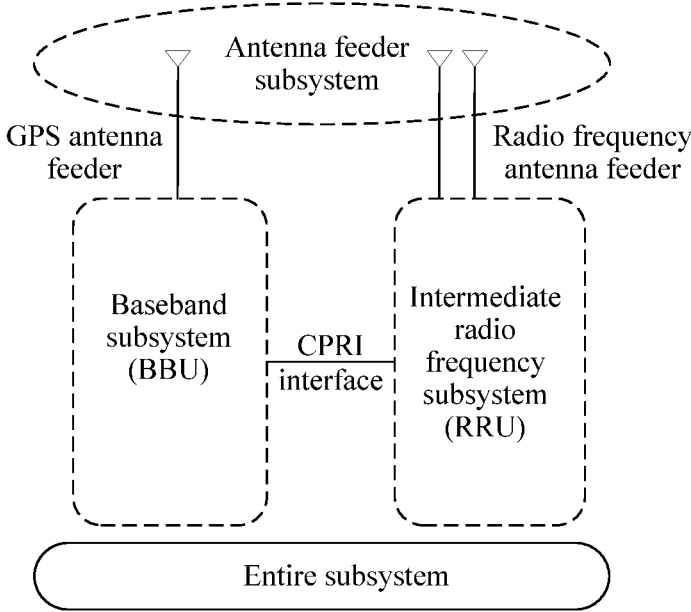 Antenna feeder
subsystem
GPS antenna
feeder
Radio frequency
antenna feeder
Baseband
subsystem
(BBU)
CPRI
interface
Intermediate
radio
frequency
subsystem
(RRU)
Entire subsystem